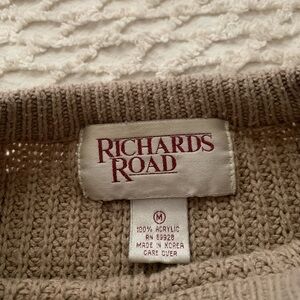 RICHARDS
ROAD
M
100% ACRYLIC
RN 59928
MADE IN KOREA
CARE OVER